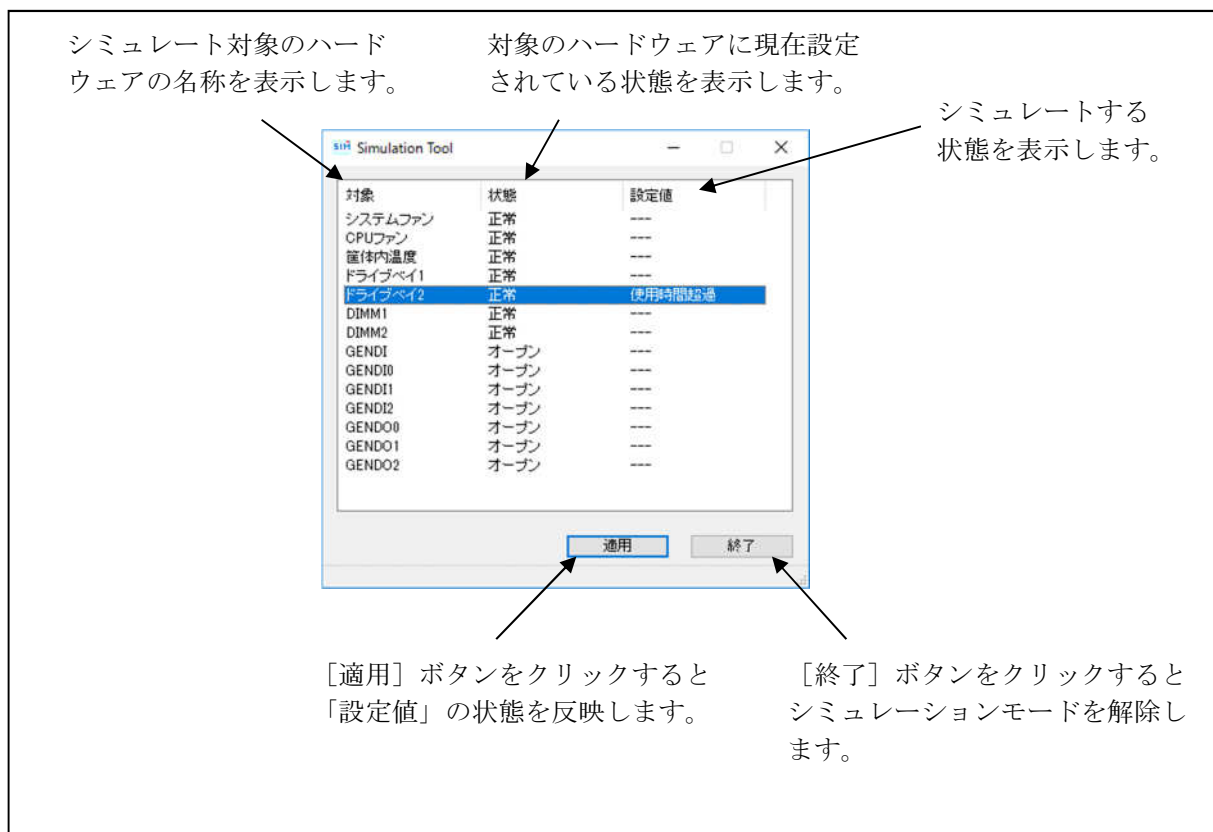 シミュレート対象のハード
ウェアの名称を表示します。
対象のハードウェアに現在設定
されている状態を表示します。
シミュレートする
状態を表示します。
SIM Simulation Tool
対象 状態 設定値
システムファン 正常 ---
CPUファン 正常 ---
筐体内温度 正常 ---
ドライブベイ1 正常 ---
ドライブベイ2 正常 使用時間超過
DIMM1 正常 ---
DIMM2 正常 ---
GENDI オープン ---
GENDI0 オープン ---
GENDI1 オープン ---
GENDI2 オープン ---
GENDO0 オープン ---
GENDO1 オープン ---
GENDO2 オープン ---
適用 終了
［適用］ボタンをクリックすると
「設定値」の状態を反映します。
［終了］ボタンをクリックすると
シミュレーションモードを解除し
ます。